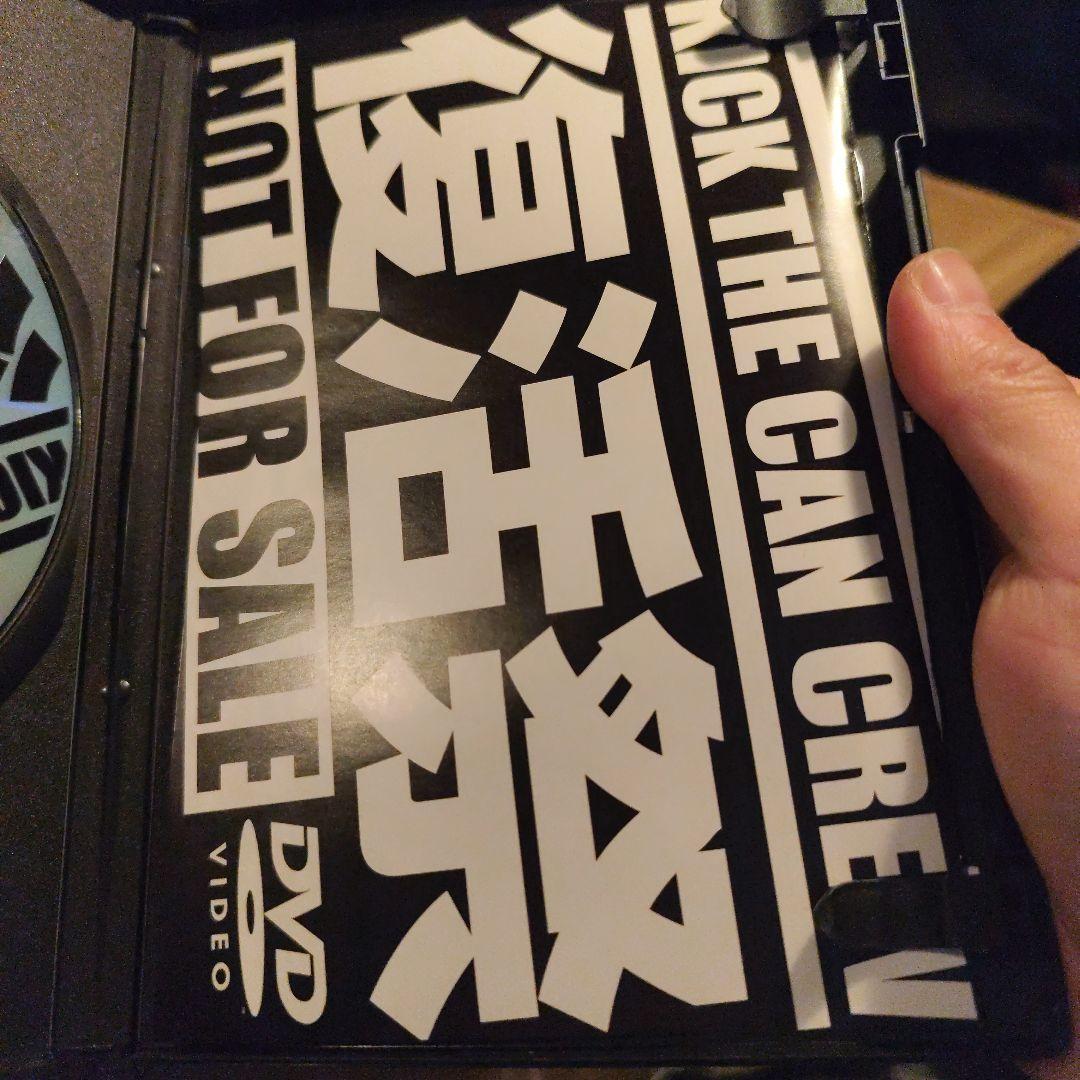 KICK THE CAN CREW
復活祭
NOT FOR SALE
DVD
VIDEO